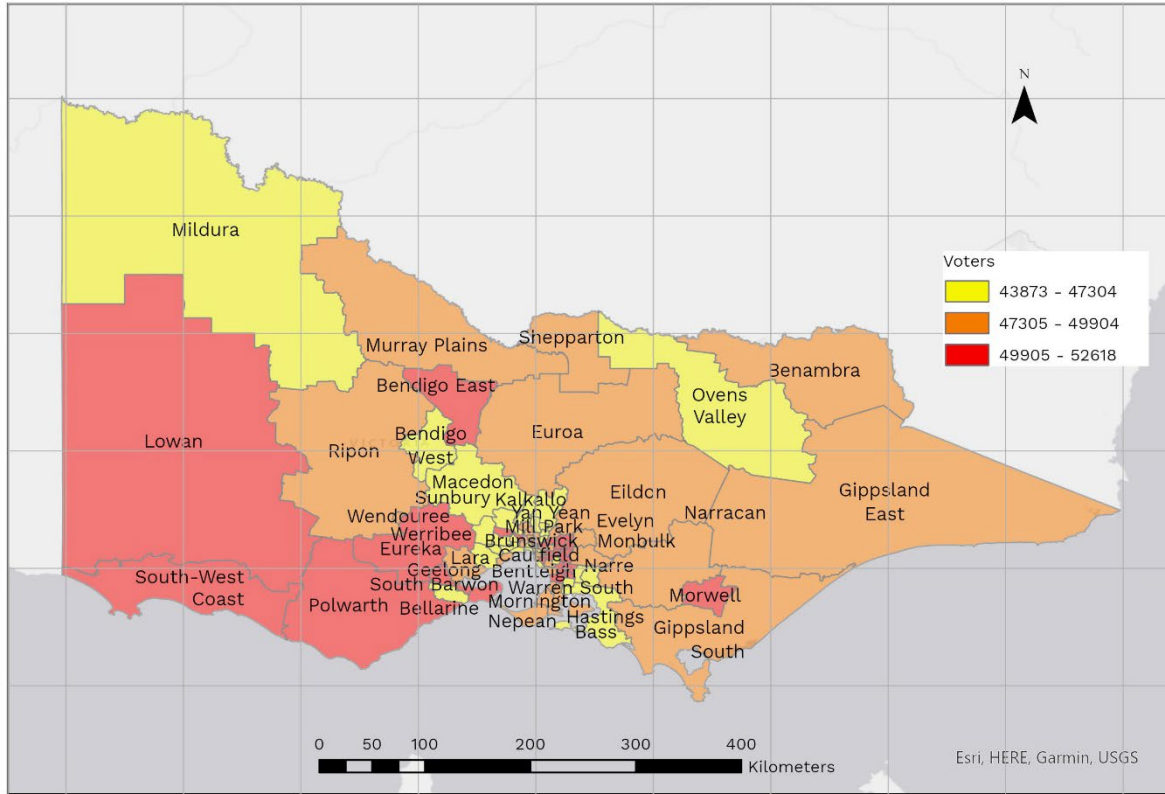 N
Mildura
Voters
43873 - 47304
47305 - 49904
49905 - 52618
Shepparton
Murray Plains
Benambra
Bendigo East
Ovens
Valley
Lowan
Bendigo
West
Euroa
Ripon
Macedon
Eildon
Gippsland
East
Sunbury
Kalkallo
Narracan
Yan Yean
Wendouree
Mill Park
Evelyn
Werribee
Brunswick
Monbulk
Eureka
Lara
Caulfield
Geelong
Bentleigh
Narre
South-West
Coast
South Barwon
Warren South
Morwell
Polwarth
Bellarine
Mornington
Nepean
Hastings
Bass
Gippsland
South
0 50 100 200 300 400
Kilometers
Esri, HERE, Garmin, USGS